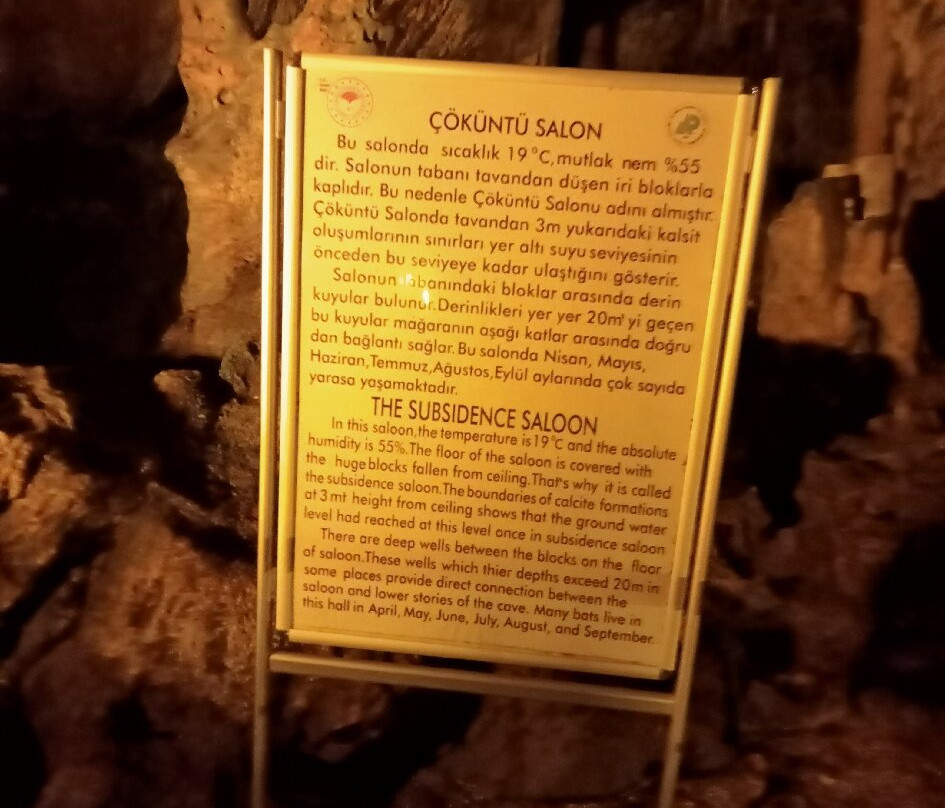 ÇÖKÜNTÜ SALON
Bu salonda sıcaklık 19 °C,mutlak nem %55
dir. Salonun tabanı tavandan düşen iri bloklarla
kaplıdır. Bu nedenle Çöküntü Salonu adını almıştır.
Çöküntü Salonda tavandan 3m yukarıdaki kalsit
oluşumlarının sınırları yer altı suyu seviyesinin
önceden bu seviyeye kadar ulaştığını gösterir.
Salonun tabanındaki bloklar arasında derin
kuyular bulunur.Derinlikleri yer yer 20m' yi geçen
bu kuyular mağaranın aşağı katlar arasında doğru
dan bağlantı sağlar. Bu salonda Nisan, Mayıs,
Haziran,Temmuz,Ağustos,Eylül aylarında çok sayıda
yarasa yaşamaktadır.
THE SUBSIDENCE SALOON
In this saloon,the temperature is 19 °C and the absolute
humidity is 55%.The floor of the saloon is covered with
the huge blocks fallen from ceiling.That's why it is called
the subsidence saloon.The boundaries of calcite formations
at 3 mt height from ceiling shows that the ground water
level had reached at this level once in subsidence saloon
There are deep wells between the blocks on the floor
of saloon.These wells which thier depths exceed 20m in
some places provide direct connection between the
saloon and lower stories of the cave. Many bats live in
this hall in April, May, June, July, August, and September.